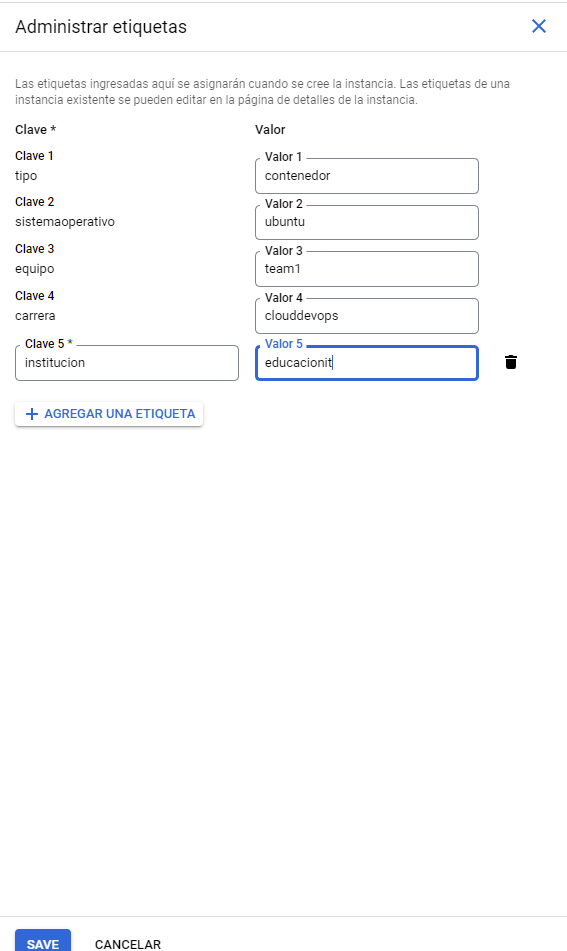 Administrar etiquetas
Las etiquetas ingresadas aquí se asignarán cuando se cree la instancia. Las etiquetas de una
instancia existente se pueden editar en la página de detalles de la instancia.
Clave * Valor
Clave 1 Valor 1
tipo contenedor
Clave 2 Valor 2
sistemaoperativo ubuntu
Clave 3 Valor 3
equipo team1
Clave 4 Valor 4
carrera clouddevops
Clave 5 * Valor 5
institucion educacionit
AGREGAR UNA ETIQUETA
SAVE CANCELAR